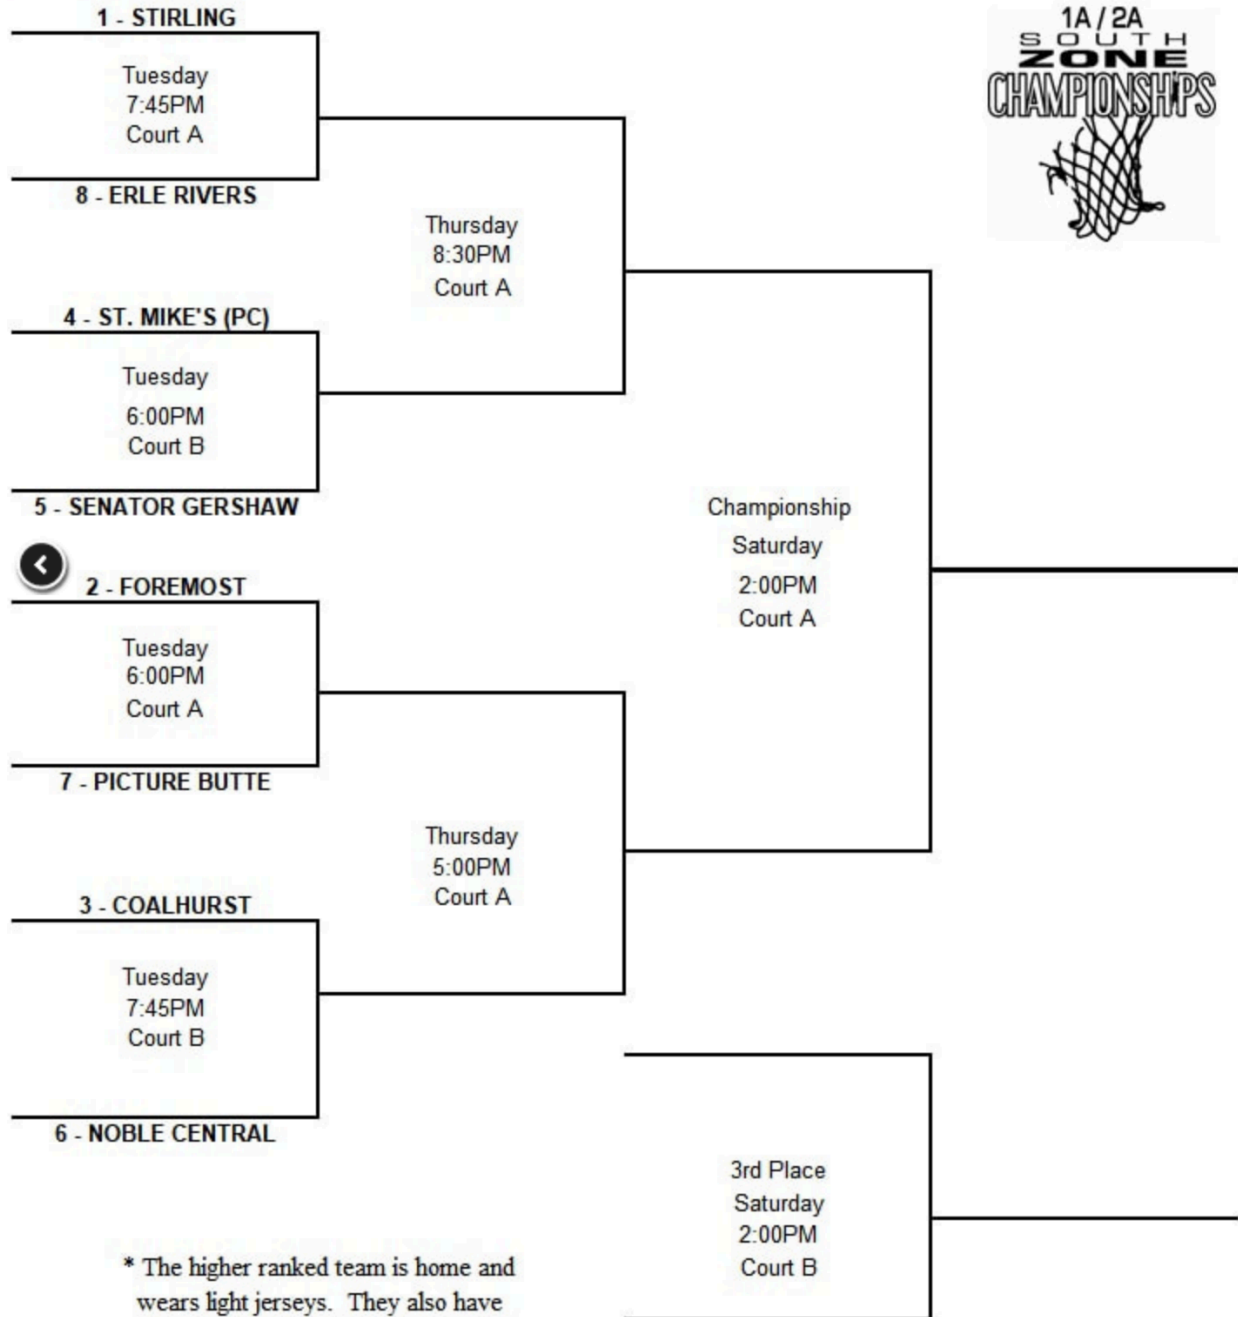 1A / 2A
SOUTH
ZONE
CHAMPIONSHIPS
1 - STIRLING
Tuesday
7:45PM
Court A
8 - ERLE RIVERS
Thursday
8:30PM
Court A
4 - ST. MIKE'S (PC)
Tuesday
6:00PM
Court B
5 - SENATOR GERSHAW
Championship
Saturday
2:00PM
Court A
2 - FOREMOST
Tuesday
6:00PM
Court A
7 - PICTURE BUTTE
Thursday
5:00PM
Court A
3 - COALHURST
Tuesday
7:45PM
Court B
6 - NOBLE CENTRAL
3rd Place
Saturday
2:00PM
Court B
* The higher ranked team is home and
wears light jerseys. They also have